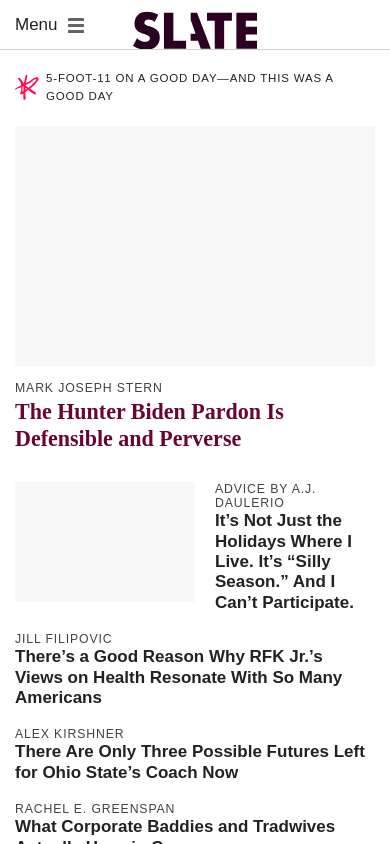 Menu
SLATE
5-FOOT-11 ON A GOOD DAY—AND THIS WAS A
GOOD DAY
MARK JOSEPH STERN
The Hunter Biden Pardon Is
Defensible and Perverse
ADVICE BY A.J.
DAULERIO
It’s Not Just the
Holidays Where I
Live. It’s “Silly
Season.” And I
Can’t Participate.
JILL FILIPOVIC
There’s a Good Reason Why RFK Jr.’s
Views on Health Resonate With So Many
Americans
ALEX KIRSHNER
There Are Only Three Possible Futures Left
for Ohio State’s Coach Now
RACHEL E. GREENSPAN
What Corporate Baddies and Tradwives